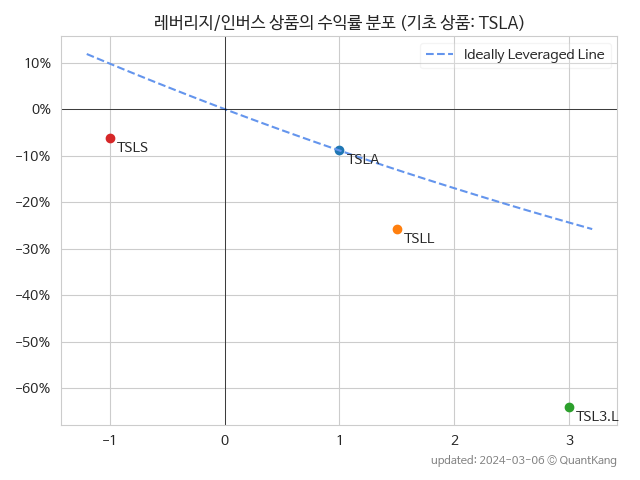 레버리지/인버스 상품의 수익률 분포 (기초 상품: TSLA)
Ideally Leveraged Line
10%
0%
−10%
−20%
−30%
−40%
−50%
−60%
TSLS
TSLA
TSLL
TSL3.L
−1 0 1 2 3
updated: 2024-03-06 © QuantKang